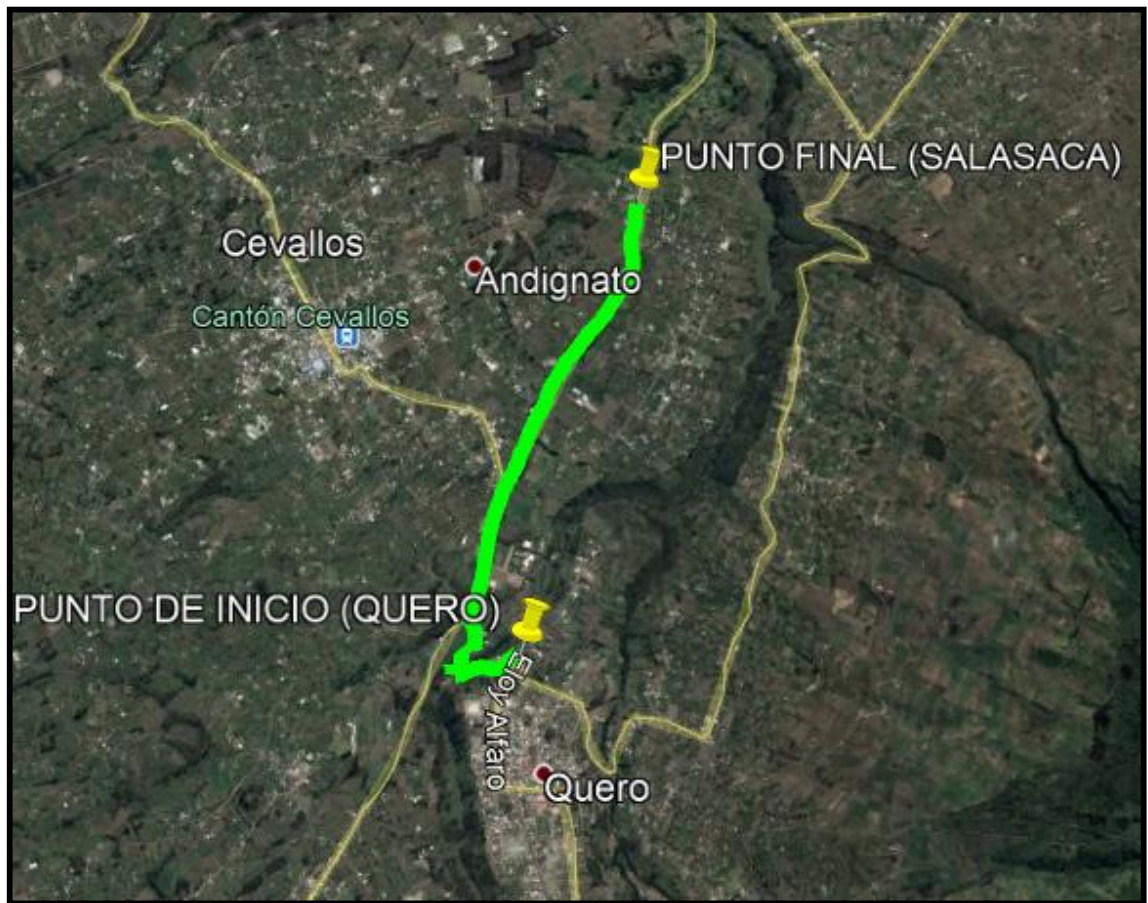 PUNTO FINAL (SALASACA)
Cevallos
Andignato
Cantón Cevallos
PUNTO DE INICIO (QUERO)
Eloy Alfaro
Quero